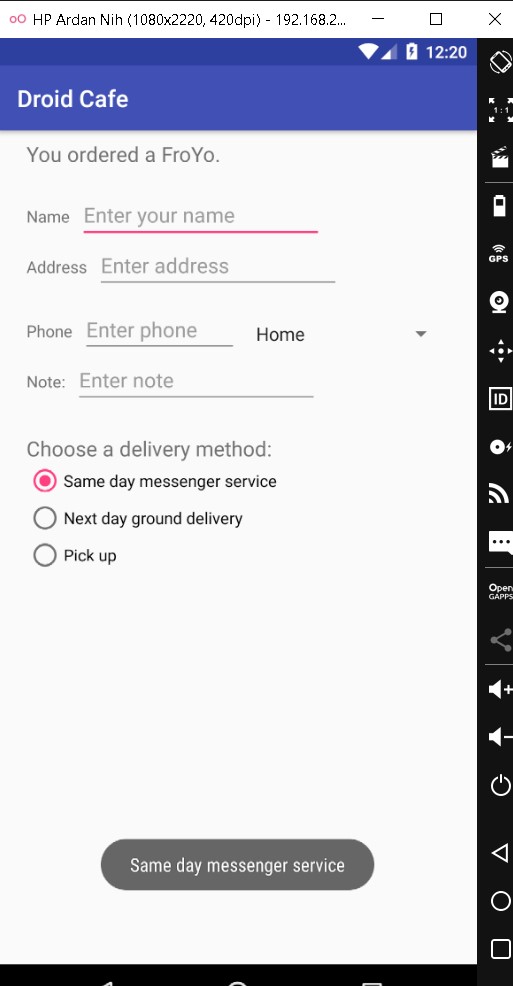 HP Ardan Nih (1080x2220, 420dpi) - 192.168.2...
12:20
Droid Cafe
You ordered a FroYo.
Name Enter your name
Address Enter address
Phone Enter phone Home
Note: Enter note
Choose a delivery method:
Same day messenger service
Next day ground delivery
Pick up
Same day messenger service
1:1
GPS
ID
Open
GAPPS